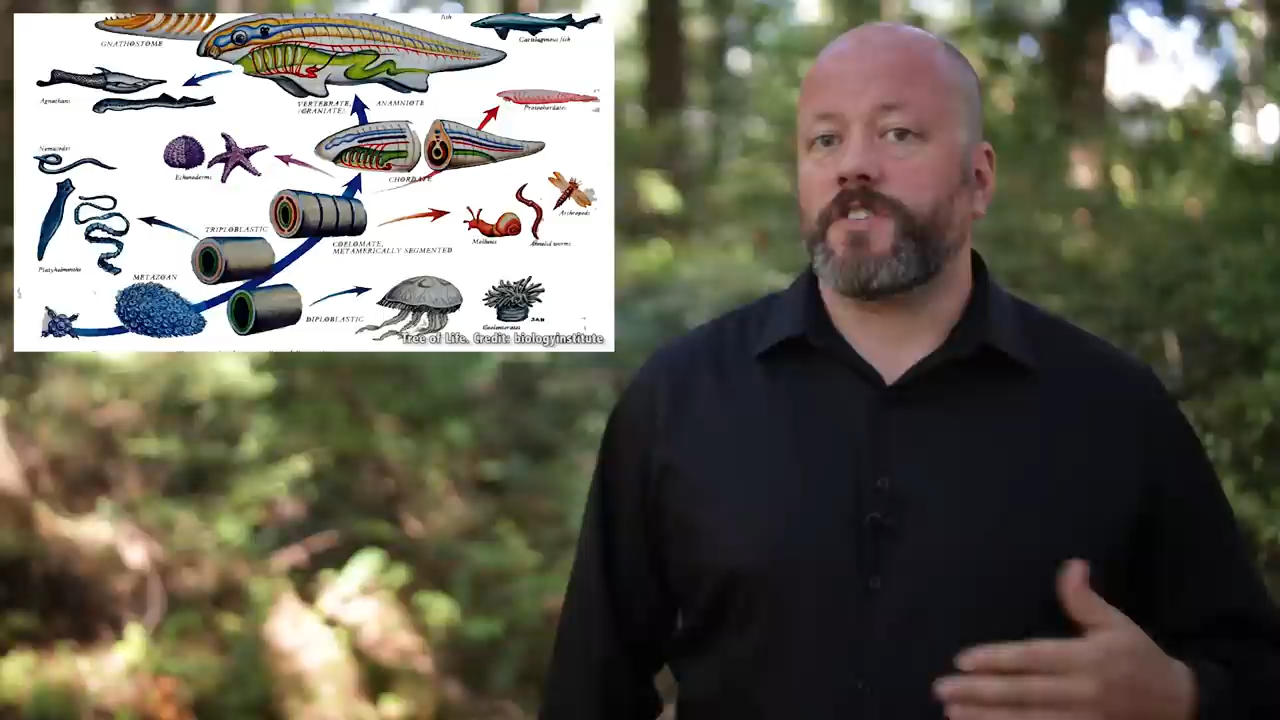 fish
GNATHOSTOME
Cartilaginous fish
Agnathans
VERTEBRATE, ANAMNIOTE
(CRANIATE)
Protochordates
Nematodes
Echinoderms
CHORDATE
Arthropods
TRIPLOBLASTIC
COELOMATE,
METAMERICALLY SEGMENTED
Molluscs
Annelid worms
Platyhelminths
METAZOAN
DIPLOBLASTIC
Coelenterates
JAB
Tree of Life. Credit: biologyinstitute